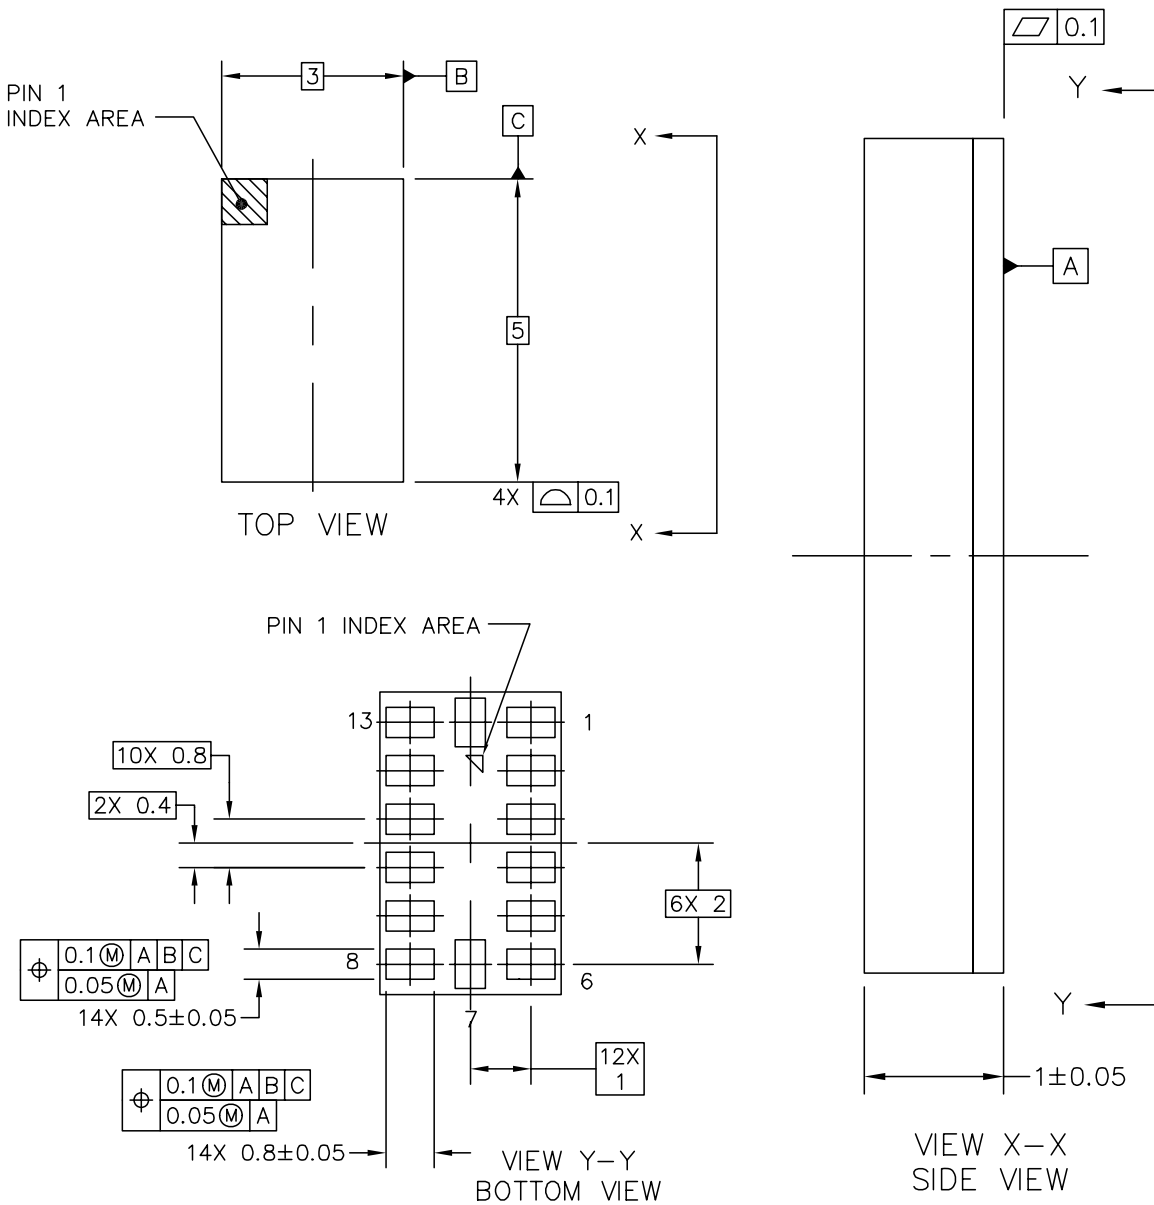 0.1
Y
3
B
PIN 1
INDEX AREA
C
X
A
5
4X 0.1
TOP VIEW
X
PIN 1 INDEX AREA
13
1
10X 0.8
2X 0.4
6X 2
0.1 Ⓜ A B C
0.05 Ⓜ A
14X 0.5±0.05
8
6
7
Y
12X
1
0.1 Ⓜ A B C
0.05 Ⓜ A
14X 0.8±0.05
1±0.05
VIEW Y-Y
BOTTOM VIEW
VIEW X-X
SIDE VIEW